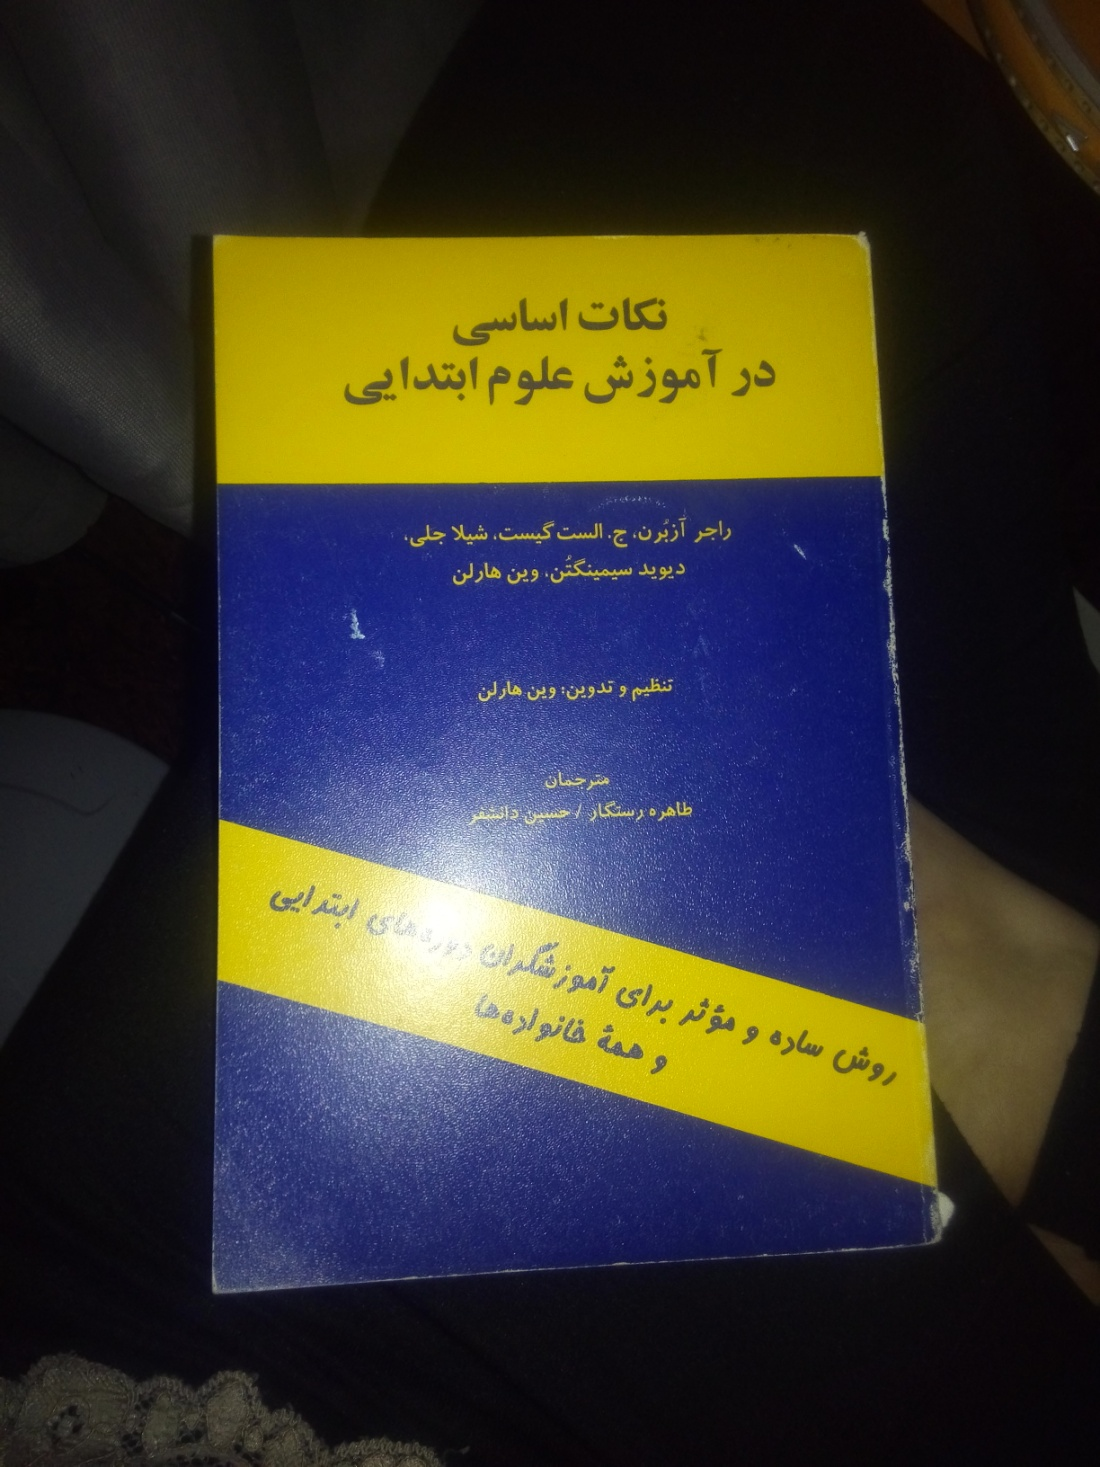 نکات اساسی
در آموزش علوم ابتدایی
راجر آزبُرن، ج. الست گیست، شیلا جلی،
دیوید سیمینگتُن، وین هارلن
تنظیم و تدوین: وین هارلن
مترجمان
طاهره رستگار / حسین دانشفر
روش ساده و مؤثر برای آموزشگران دوره‌های ابتدایی
و همهٔ خانواده‌ها